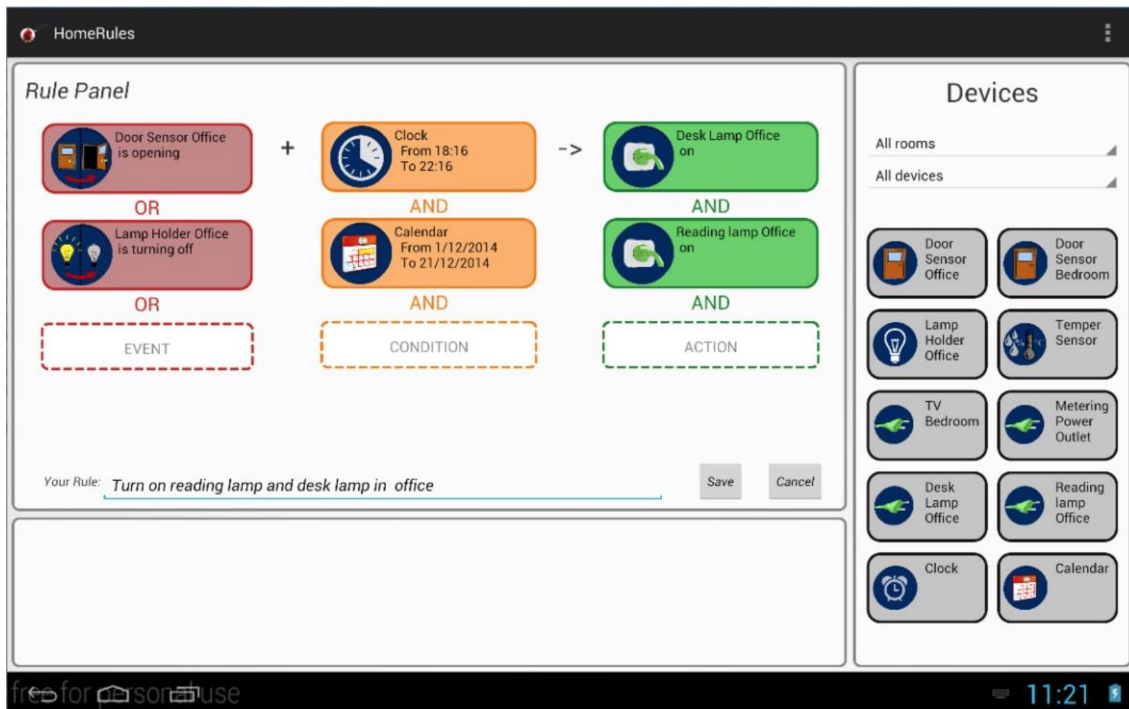 HomeRules
Rule Panel
Door Sensor Office
is opening
+
Clock
From 18:16
To 22:16
->
Desk Lamp Office
on
OR
AND
AND
Lamp Holder Office
is turning off
Calendar
From 1/12/2014
To 21/12/2014
Reading lamp Office
on
OR
AND
AND
EVENT
CONDITION
ACTION
Your Rule: Turn on reading lamp and desk lamp in office
Save
Cancel
Devices
All rooms
All devices
Door
Sensor
Office
Door
Sensor
Bedroom
Lamp
Holder
Office
Temper
Sensor
TV
Bedroom
Metering
Power
Outlet
Desk
Lamp
Office
Reading
lamp
Office
Clock
Calendar
free for personal use
11:21